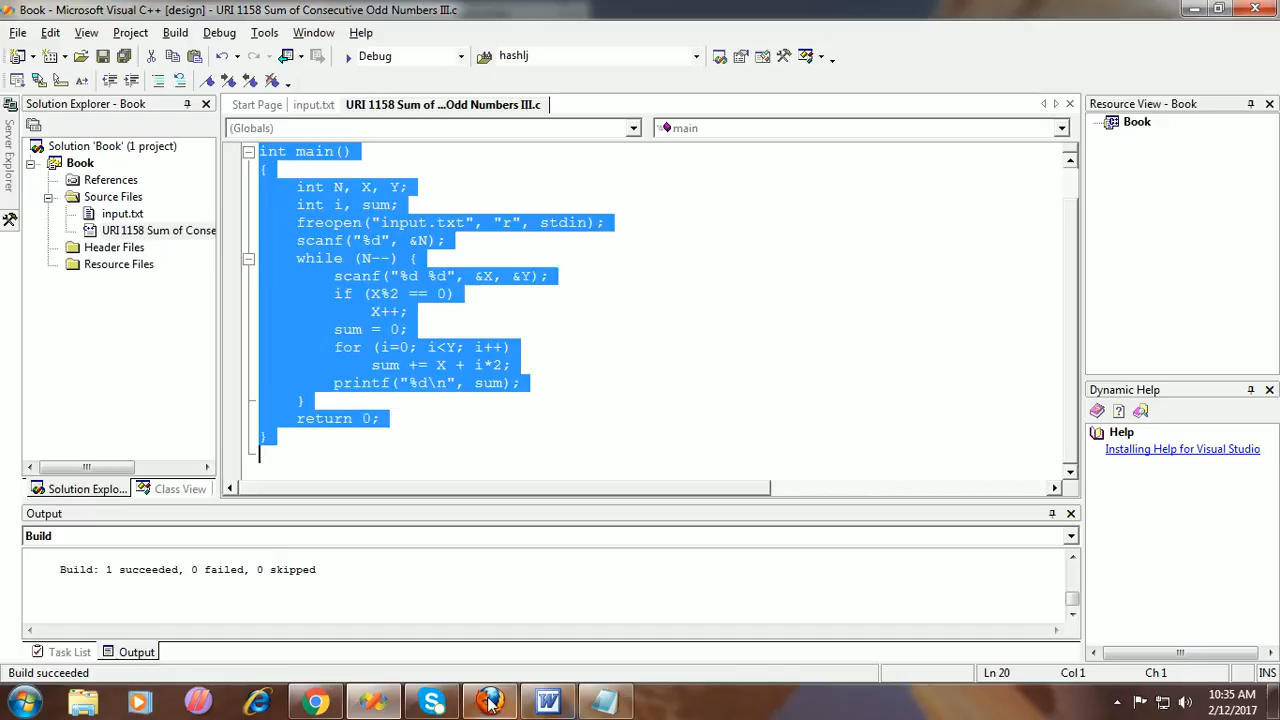 Book - Microsoft Visual C++ [design] - URI 1158 Sum of Consecutive Odd Numbers III.c
File Edit View Project Build Debug Tools Window Help
Debug hashlj
Solution Explorer - Book
Start Page input.txt URI 1158 Sum of ...Odd Numbers III.c
Resource View - Book
(Globals) main
Server Explorer
Solution 'Book' (1 project)
Book
References
Source Files
input.txt
URI 1158 Sum of Conse
Header Files
Resource Files
int main()
{
int N, X, Y;
int i, sum;
freopen("input.txt", "r", stdin);
scanf("%d", &N);
while (N--) {
scanf("%d %d", &X, &Y);
if (X%2 == 0)
X++;
sum = 0;
for (i=0; i<Y; i++)
sum += X + i*2;
printf("%d\n", sum);
}
return 0;
}
Book
Dynamic Help
Help
Installing Help for Visual Studio
Solution Explo... Class View
Output
Build
Build: 1 succeeded, 0 failed, 0 skipped
Task List Output
Build succeeded Ln 20 Col 1 Ch 1 INS
10:35 AM
2/12/2017